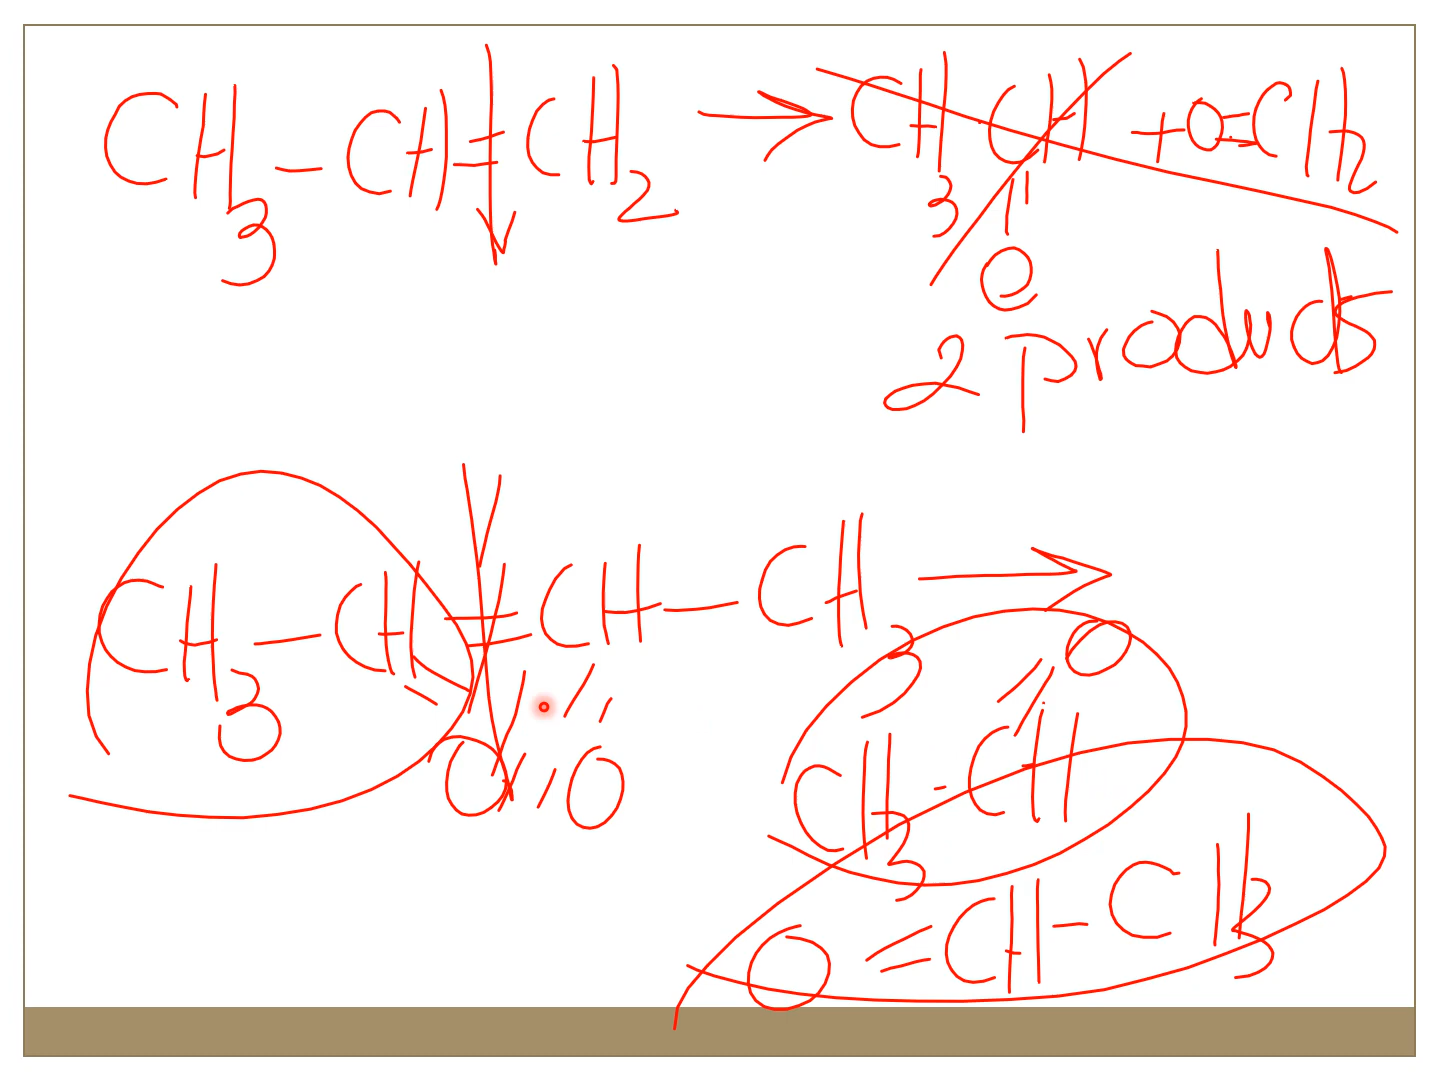 CH3 – CH = CH2 → CH3 CH + O = CH2
||
O
2 products
CH3 – CH = CH – CH3 →
O O
O
||
CH3 - CH
O = CH - CH3